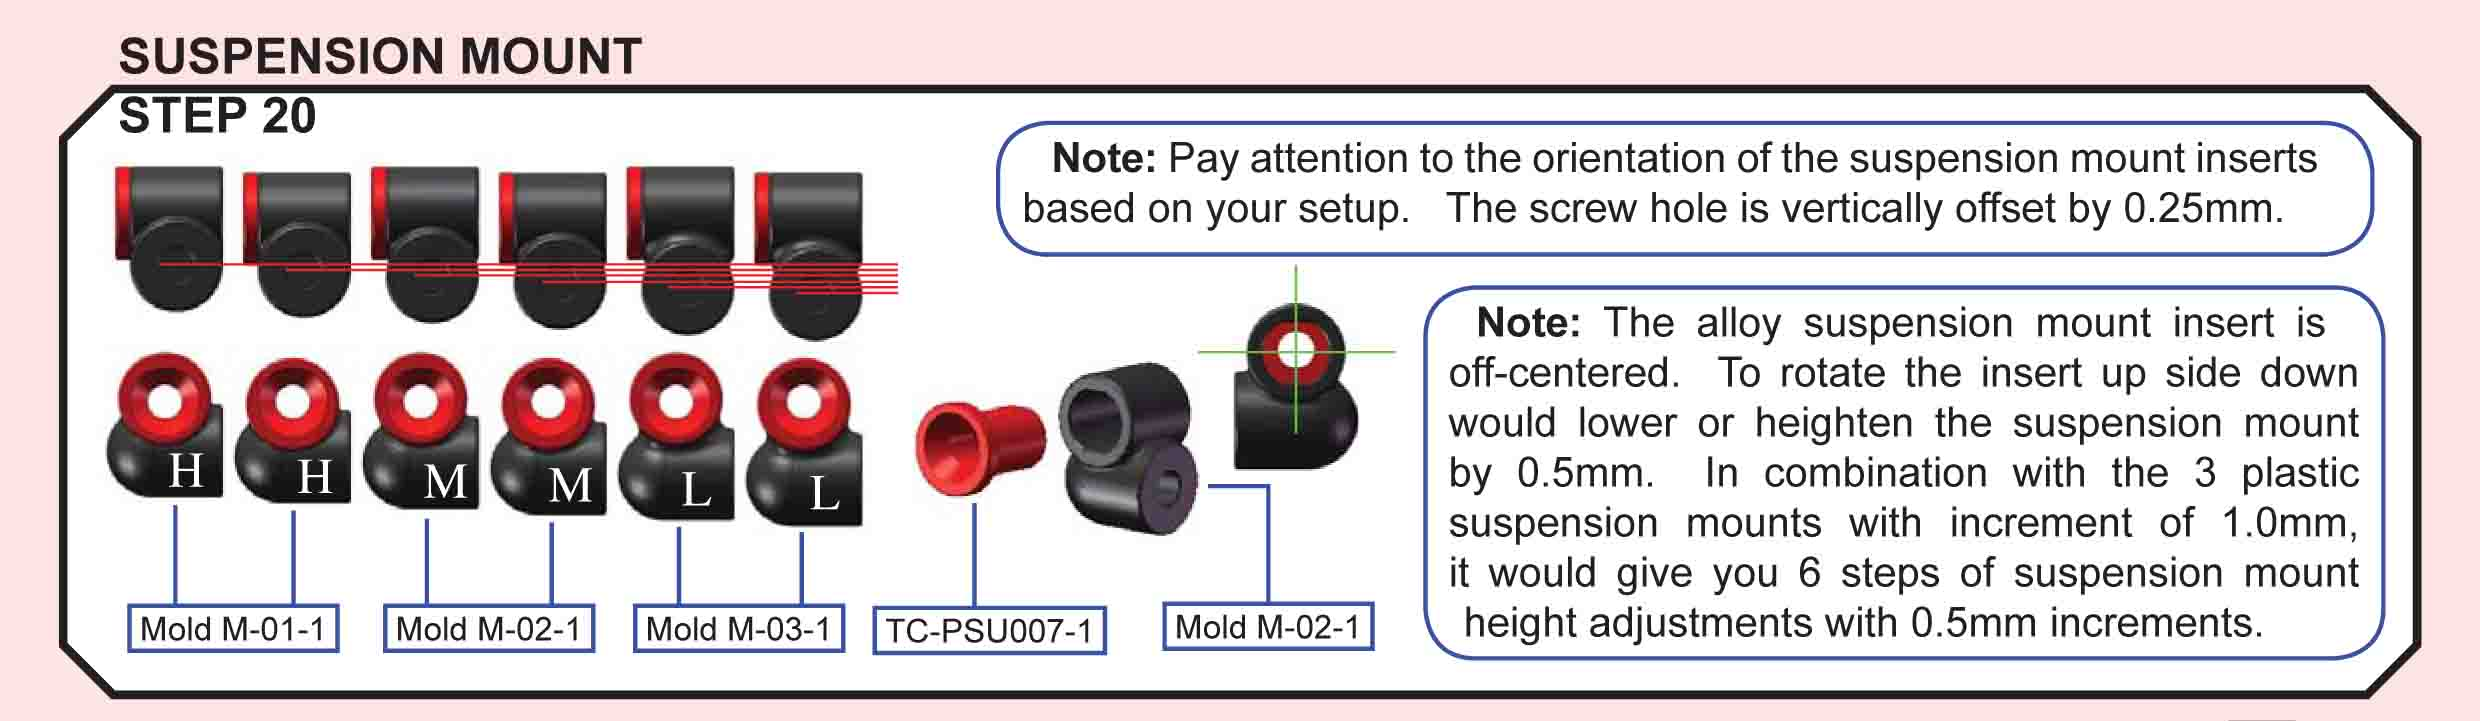 SUSPENSION MOUNT
STEP 20
Note: Pay attention to the orientation of the suspension mount inserts
based on your setup. The screw hole is vertically offset by 0.25mm.
Note: The alloy suspension mount insert is
off-centered. To rotate the insert up side down
would lower or heighten the suspension mount
by 0.5mm. In combination with the 3 plastic
suspension mounts with increment of 1.0mm,
it would give you 6 steps of suspension mount
height adjustments with 0.5mm increments.
H H M M L L
Mold M-01-1
Mold M-02-1
Mold M-03-1
TC-PSU007-1
Mold M-02-1